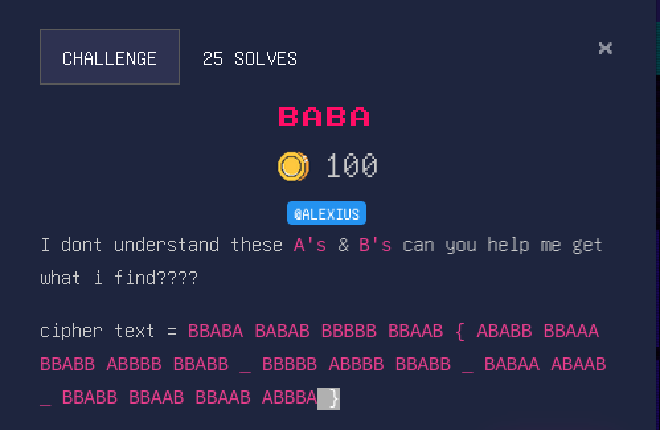 CHALLENGE 25 SOLVES ×
BABA
100
@ALEXIUS
I dont understand these A's & B's can you help me get
what i find????
cipher text = BBABA BABAB BBBBB BBAAB { ABABB BBAAA
BBABB ABBBB BBABB _ BBBBB ABBBB BBABB _ BABAA ABAAB
_ BBABB BBAAB BBAAB ABBBA }